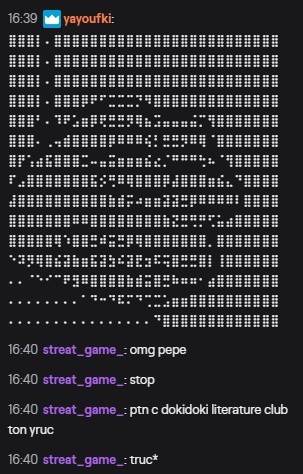 16:39 yayoufki:
16:40 streat_game_: omg pepe
16:40 streat_game_: stop
16:40 streat_game_: ptn c dokidoki literature club
ton yruc
16:40 streat_game_: truc*